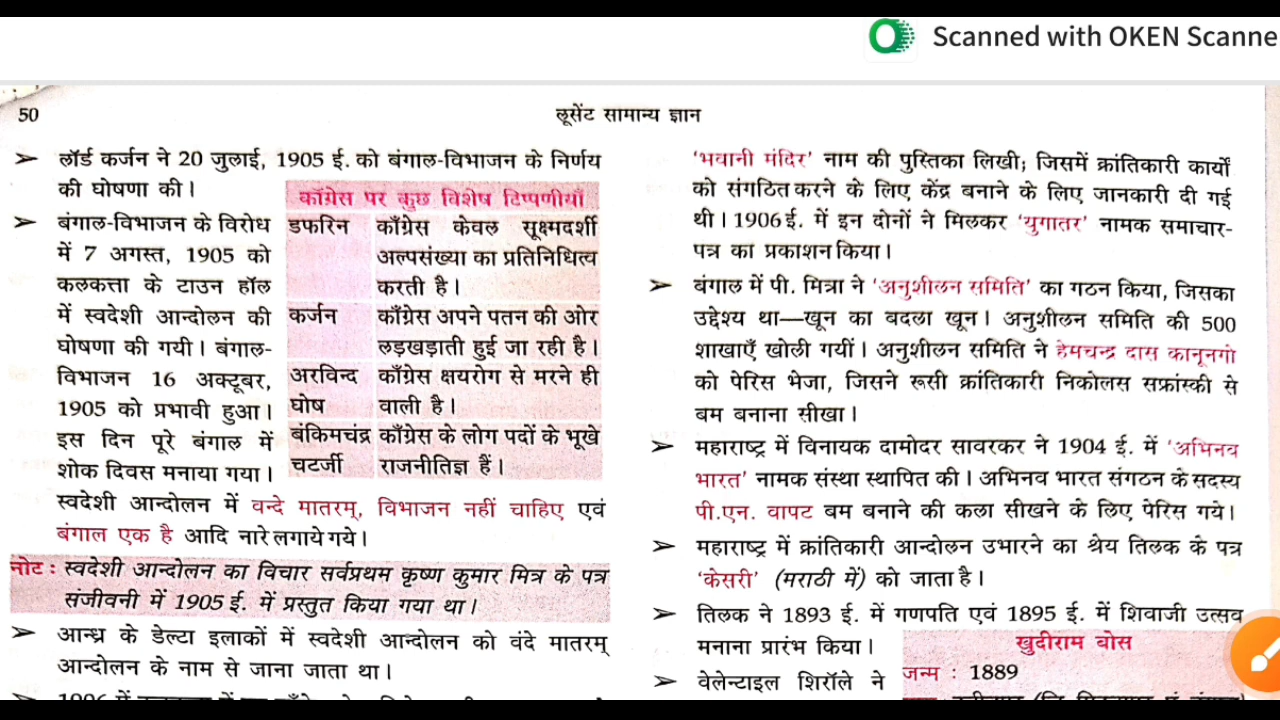 Scanned with OKEN Scanne
50
लूसेंट सामान्य ज्ञान
➢ लॉर्ड कर्जन ने 20 जुलाई, 1905 ई. को बंगाल-विभाजन के निर्णय
की घोषणा की।
➢ बंगाल-विभाजन के विरोध
में 7 अगस्त, 1905 को
कलकत्ता के टाउन हॉल
में स्वदेशी आन्दोलन की
घोषणा की गयी। बंगाल-
विभाजन 16 अक्टूबर,
1905 को प्रभावी हुआ।
इस दिन पूरे बंगाल में
शोक दिवस मनाया गया।
काँग्रेस पर कुछ विशेष टिप्पणीयाँ
डफरिन काँग्रेस केवल सूक्ष्मदर्शी
अल्पसंख्या का प्रतिनिधित्व
करती है।
कर्जन काँग्रेस अपने पतन की ओर
लड़खड़ाती हुई जा रही है।
अरविन्द काँग्रेस क्षयरोग से मरने ही
घोष वाली है।
बंकिमचंद्र काँग्रेस के लोग पदों के भूखे
चटर्जी राजनीतिज्ञ हैं।
स्वदेशी आन्दोलन में वन्दे मातरम्, विभाजन नहीं चाहिए एवं
बंगाल एक है आदि नारे लगाये गये।
नोट : स्वदेशी आन्दोलन का विचार सर्वप्रथम कृष्ण कुमार मित्र के पत्र
संजीवनी में 1905 ई. में प्रस्तुत किया गया था।
➢ आन्ध्र के डेल्टा इलाकों में स्वदेशी आन्दोलन को वंदे मातरम्
आन्दोलन के नाम से जाना जाता था।
'भवानी मंदिर' नाम की पुस्तिका लिखी; जिसमें क्रांतिकारी कार्यों
को संगठित करने के लिए केंद्र बनाने के लिए जानकारी दी गई
थी। 1906 ई. में इन दोनों ने मिलकर 'युगातर' नामक समाचार-
पत्र का प्रकाशन किया।
➢ बंगाल में पी. मित्रा ने 'अनुशीलन समिति' का गठन किया, जिसका
उद्देश्य था—खून का बदला खून। अनुशीलन समिति की 500
शाखाएँ खोली गयीं। अनुशीलन समिति ने हेमचन्द्र दास कानूनगो
को पेरिस भेजा, जिसने रूसी क्रांतिकारी निकोलस सफ्रांस्की से
बम बनाना सीखा।
➢ महाराष्ट्र में विनायक दामोदर सावरकर ने 1904 ई. में 'अभिनव
भारत' नामक संस्था स्थापित की। अभिनव भारत संगठन के सदस्य
पी.एन. वापट बम बनाने की कला सीखने के लिए पेरिस गये।
➢ महाराष्ट्र में क्रांतिकारी आन्दोलन उभारने का श्रेय तिलक के पत्र
'केसरी' (मराठी में) को जाता है।
➢ तिलक ने 1893 ई. में गणपति एवं 1895 ई. में शिवाजी उत्सव
मनाना प्रारंभ किया।
➢ वेलेन्टाइल शिरॉले ने
खुदीराम बोस
जन्म : 1889